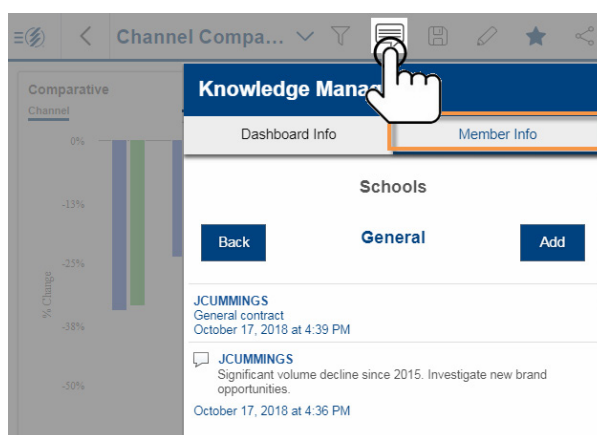 Channel Compa...
Comparative
Channel
0%
-13%
-25%
-38%
-50%
% Change
Knowledge Mana
Dashboard Info
Member Info
Schools
Back
General
Add
JCUMMINGS
General contract
October 17, 2018 at 4:39 PM
JCUMMINGS
Significant volume decline since 2015. Investigate new brand
opportunities.
October 17, 2018 at 4:36 PM